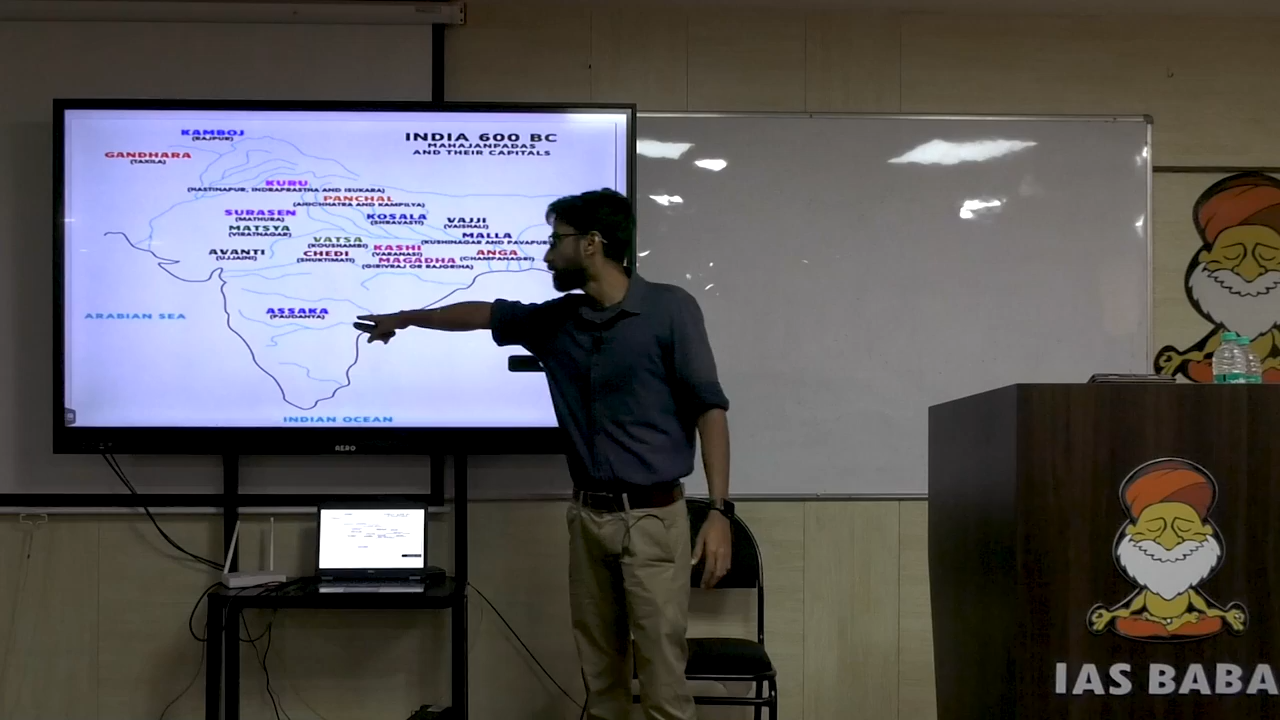 INDIA 600 BC
MAHAJANPADAS
AND THEIR CAPITALS
KAMBOJ
(RAJPUR)
GANDHARA
(TAXILA)
KURU
(HASTINAPUR, INDRAPRASTHA AND ISUKARA)
PANCHAL
(AHICHHATRA AND KAMPILYA)
SURASEN
(MATHURA)
KOSALA
(SHRAVASTI)
VAJJI
(VAISHALI)
MATSYA
(VIRATNAGAR)
VATSA
(KOUSHAMBI)
MALLA
(KUSHINAGAR AND PAVAPUR
AVANTI
(UJJAINI)
CHEDI
(SHUKTIMATI)
KASHI
(VARANASI)
ANGA
(CHAMPANAGRI)
MAGADHA
(GIRIVRAJ OR RAJGRIHA)
ASSAKA
(PAUDANYA)
ARABIAN SEA
INDIAN OCEAN
AERO
IAS BABA